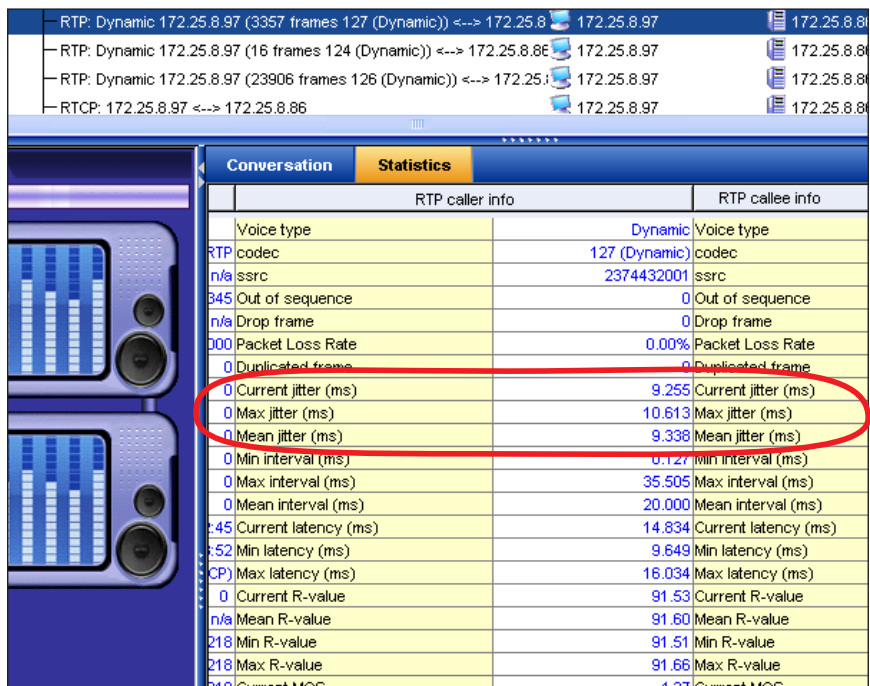 RTP: Dynamic 172.25.8.97 (3357 frames 127 (Dynamic)) <--> 172.25.8 172.25.8.97 172.25.8.8
RTP: Dynamic 172.25.8.97 (16 frames 124 (Dynamic)) <--> 172.25.8.86 172.25.8.97 172.25.8.8
RTP: Dynamic 172.25.8.97 (23906 frames 126 (Dynamic)) <--> 172.25. 172.25.8.97 172.25.8.8
RTCP: 172.25.8.97 <--> 172.25.8.86 172.25.8.97 172.25.8.8
Conversation Statistics
RTP caller info RTP callee info
Voice type Dynamic Voice type
RTP codec 127 (Dynamic) codec
n/a ssrc 2374432001 ssrc
345 Out of sequence 0 Out of sequence
n/a Drop frame 0 Drop frame
000 Packet Loss Rate 0.00% Packet Loss Rate
0 Duplicated frame 0 Duplicated frame
0 Current jitter (ms) 9.255 Current jitter (ms)
0 Max jitter (ms) 10.613 Max jitter (ms)
0 Mean jitter (ms) 9.338 Mean jitter (ms)
0 Min interval (ms) 0.127 Min interval (ms)
0 Max interval (ms) 35.505 Max interval (ms)
0 Mean interval (ms) 20.000 Mean interval (ms)
:45 Current latency (ms) 14.834 Current latency (ms)
:52 Min latency (ms) 9.649 Min latency (ms)
CP) Max latency (ms) 16.034 Max latency (ms)
0 Current R-value 91.53 Current R-value
n/a Mean R-value 91.60 Mean R-value
218 Min R-value 91.51 Min R-value
218 Max R-value 91.66 Max R-value
Current MOS Current MOS